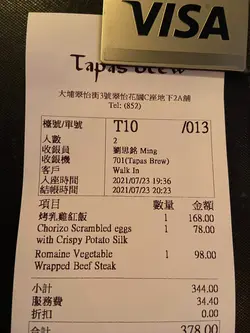 VISA
Tapas Brew
大埔翠怡街3號翠怡花園C座地下2A舖
Tel: (852)
檯號/車號 T10 /013
人數 2
收銀員 劉思銘 Ming
收銀機 701(Tapas Brew)
客戶 Walk In
入座時間 2021/07/23 19:36
結帳時間 2021/07/23 20:23
項目 數量 金額
烤乳雞紅飯 1 168.00
Chorizo Scrambled eggs 1 78.00
with Crispy Potato Silk
Romaine Vegetable 1 98.00
Wrapped Beef Steak
小計 344.00
服務費 34.40
折扣 0.00
合計 378.00